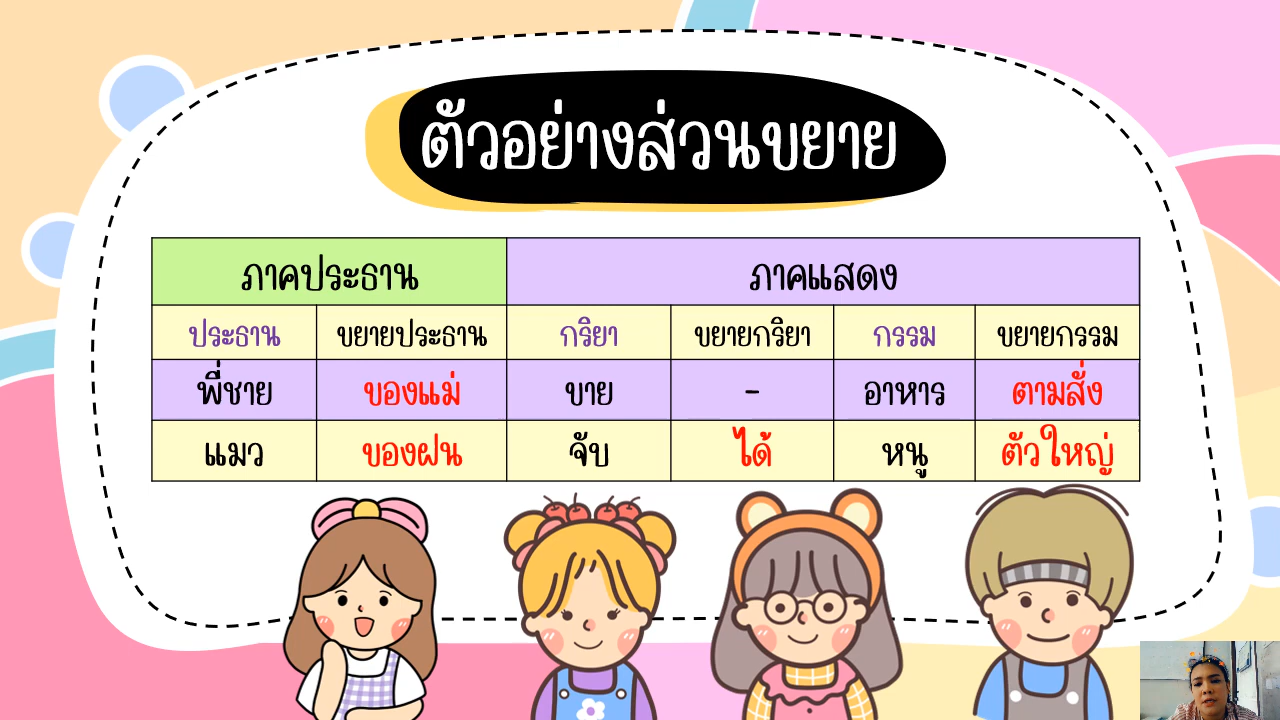 ตัวอย่างส่วนขยาย
ภาคประธาน ภาคแสดง
ประธาน ขยายประธาน กริยา ขยายกริยา กรรม ขยายกรรม
พี่ชาย ของแม่ ขาย - อาหาร ตามสั่ง
แมว ของฝน จับ ได้ หนู ตัวใหญ่